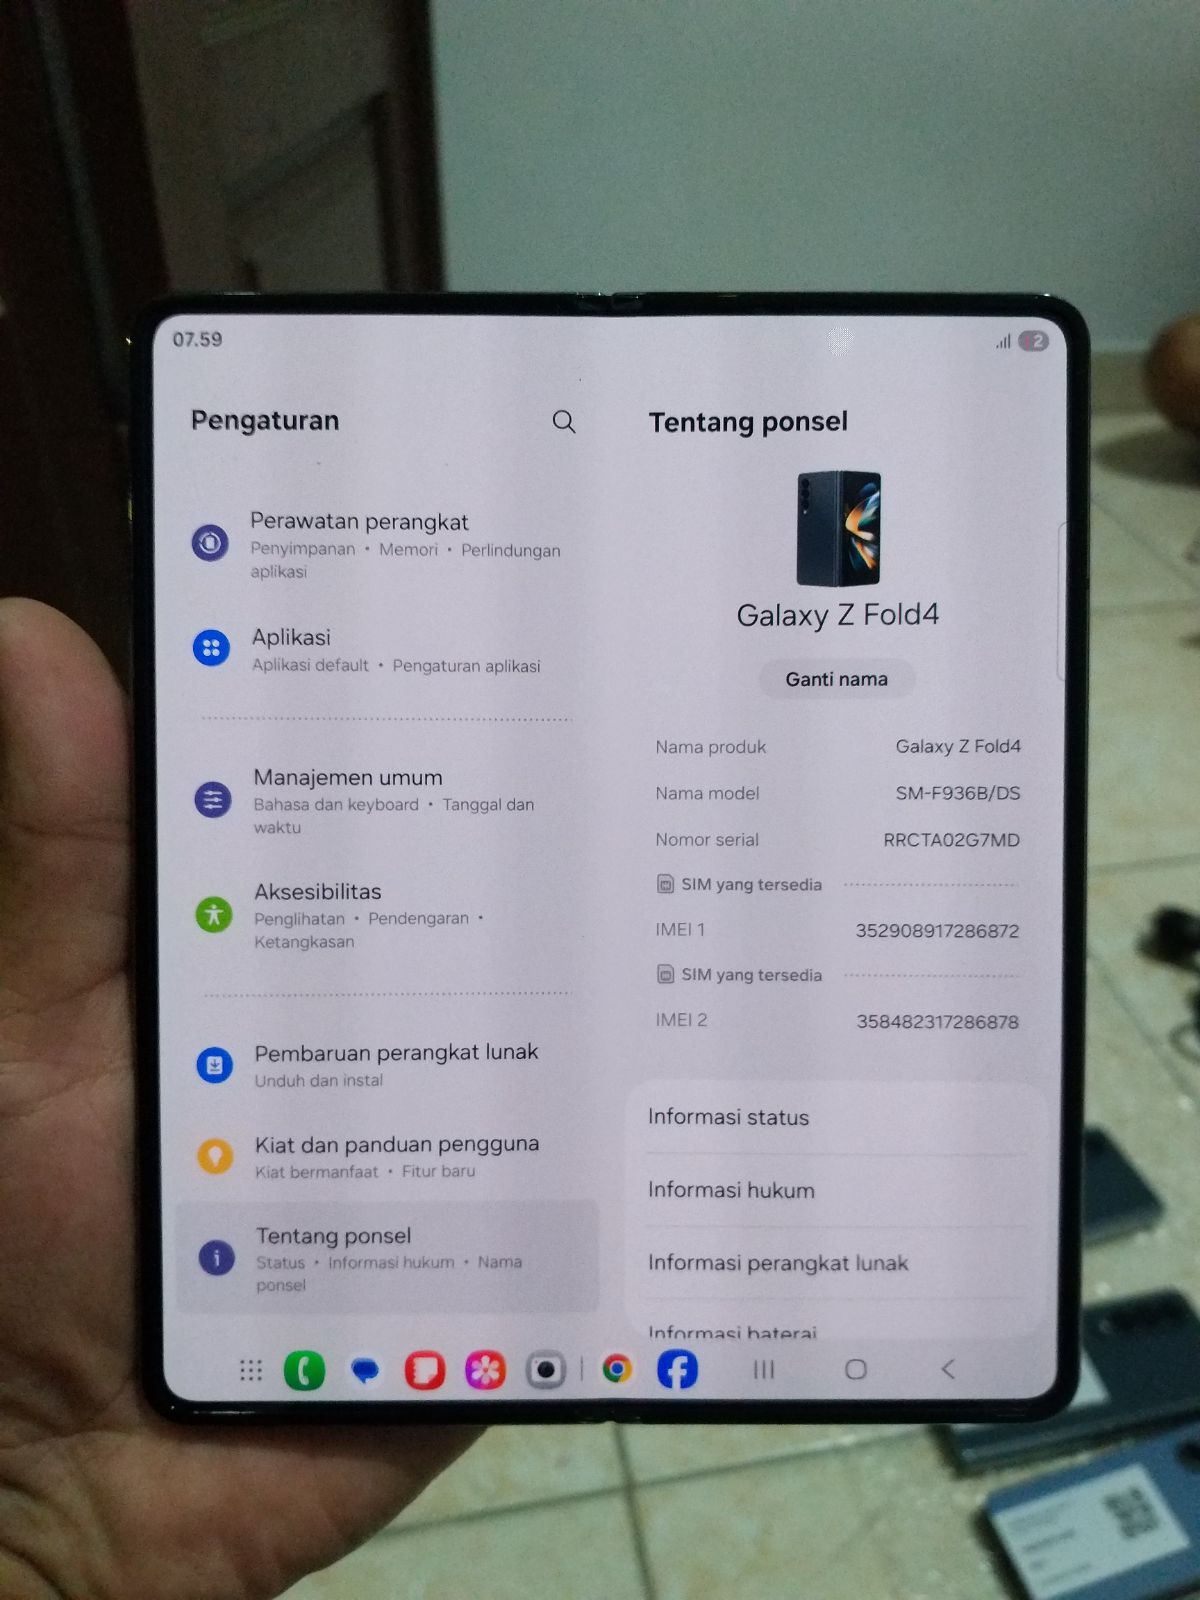 07.59
2
Pengaturan
Perawatan perangkat
Penyimpanan • Memori • Perlindungan
aplikasi
Aplikasi
Aplikasi default • Pengaturan aplikasi
Manajemen umum
Bahasa dan keyboard • Tanggal dan
waktu
Aksesibilitas
Penglihatan • Pendengaran •
Ketangkasan
Pembaruan perangkat lunak
Unduh dan instal
Kiat dan panduan pengguna
Kiat bermanfaat • Fitur baru
Tentang ponsel
Status • Informasi hukum • Nama
ponsel
Tentang ponsel
Galaxy Z Fold4
Ganti nama
Nama produk Galaxy Z Fold4
Nama model SM-F936B/DS
Nomor serial RRCTA02G7MD
SIM yang tersedia
IMEI 1 352908917286872
SIM yang tersedia
IMEI 2 358482317286878
Informasi status
Informasi hukum
Informasi perangkat lunak
Informasi baterai